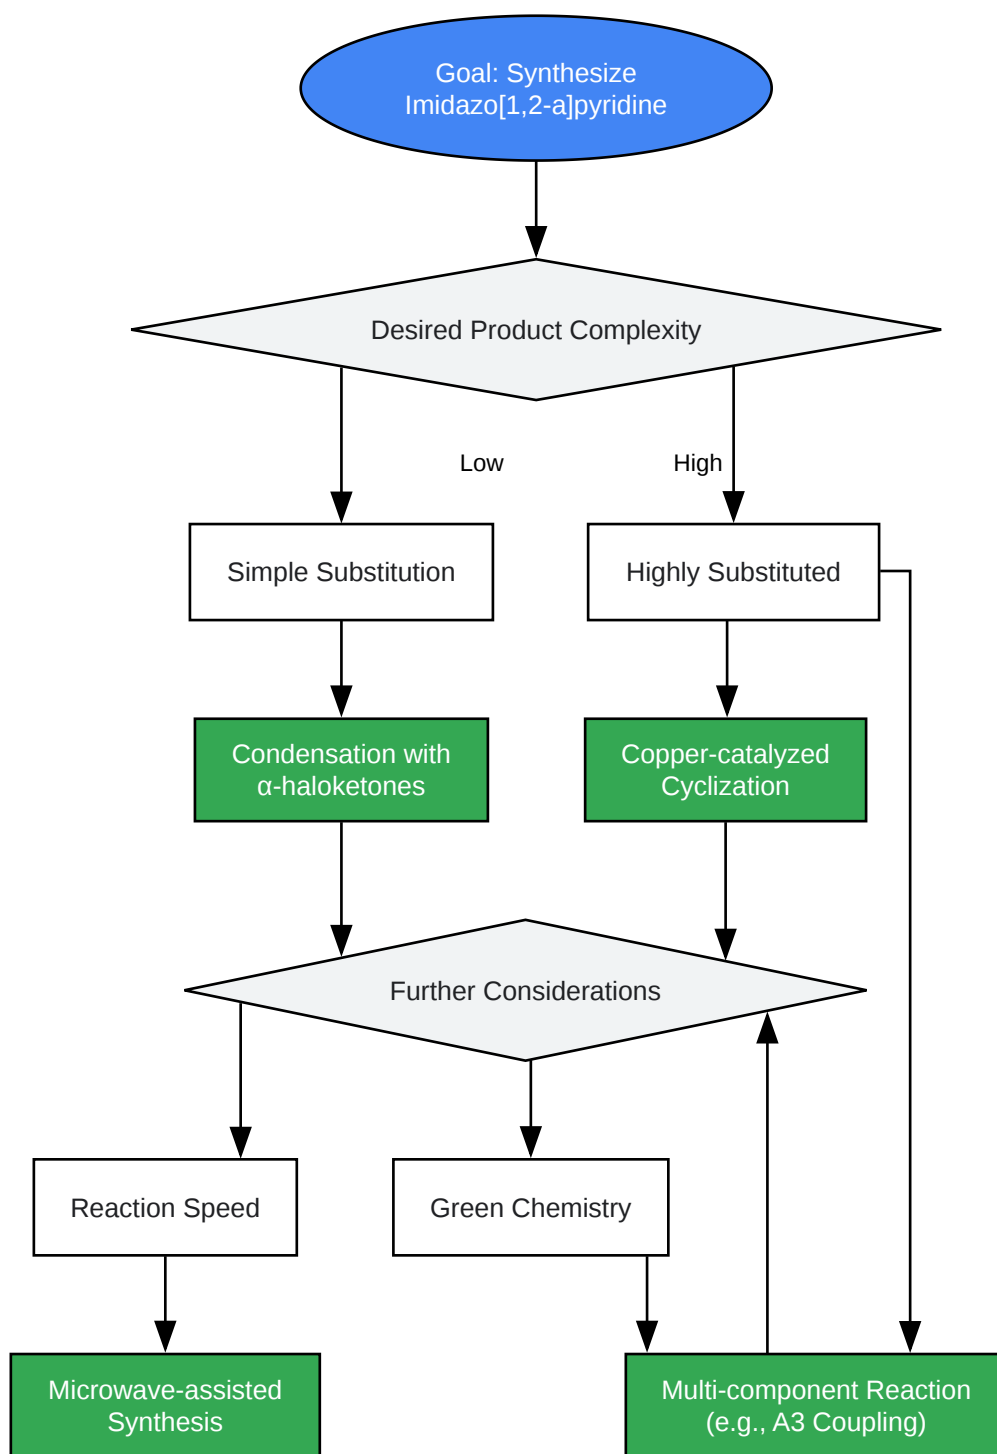 Goal: Synthesize
Imidazo[1,2-a]pyridine
Desired Product Complexity
Low
High
Simple Substitution
Highly Substituted
Condensation with
α-haloketones
Copper-catalyzed
Cyclization
Further Considerations
Reaction Speed
Green Chemistry
Microwave-assisted
Synthesis
Multi-component Reaction
(e.g., A3 Coupling)